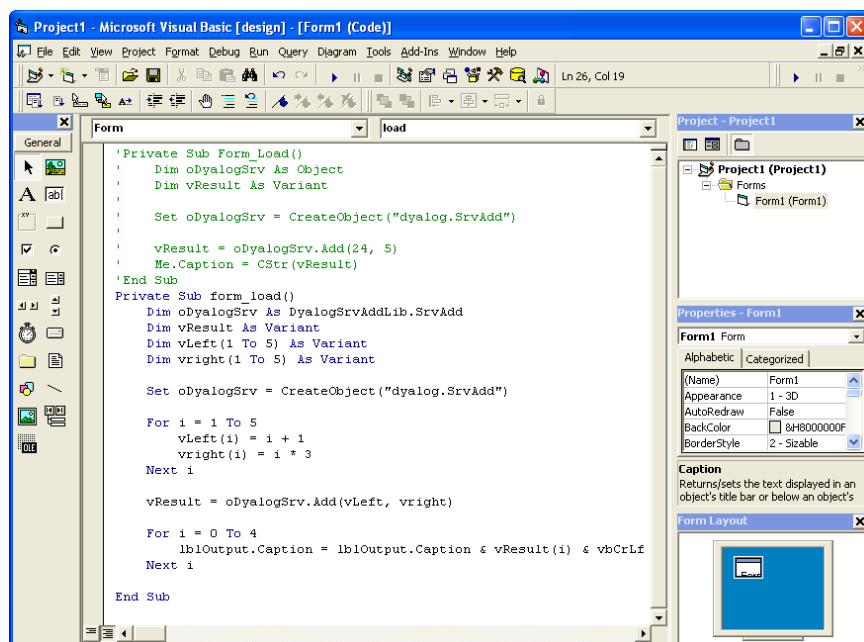 Project1 - Microsoft Visual Basic [design] - [Form1 (Code)]
File Edit View Project Format Debug Run Query Diagram Tools Add-Ins Window Help
Ln 26, Col 19
General
Form
load
'Private Sub Form_Load()
'    Dim oDyalogSrv As Object
'    Dim vResult As Variant
'
'    Set oDyalogSrv = CreateObject("dyalog.SrvAdd")
'
'    vResult = oDyalogSrv.Add(24, 5)
'    Me.Caption = CStr(vResult)
'End Sub
Private Sub form_load()
    Dim oDyalogSrv As DyalogSrvAddLib.SrvAdd
    Dim vResult As Variant
    Dim vLeft(1 To 5) As Variant
    Dim vright(1 To 5) As Variant
    Set oDyalogSrv = CreateObject("dyalog.SrvAdd")
    For i = 1 To 5
        vLeft(i) = i + 1
        vright(i) = i * 3
    Next i
    vResult = oDyalogSrv.Add(vLeft, vright)
    For i = 0 To 4
        lblOutput.Caption = lblOutput.Caption & vResult(i) & vbCrLf
    Next i
End Sub
A
ab|
XY
OLE
Project - Project1
Project1 (Project1)
Forms
Form1 (Form1)
Properties - Form1
Form1 Form
Alphabetic Categorized
(Name) Form1
Appearance 1 - 3D
AutoRedraw False
BackColor &H8000000F
BorderStyle 2 - Sizable
Caption
Returns/sets the text displayed in an
object's title bar or below an object's
Form Layout